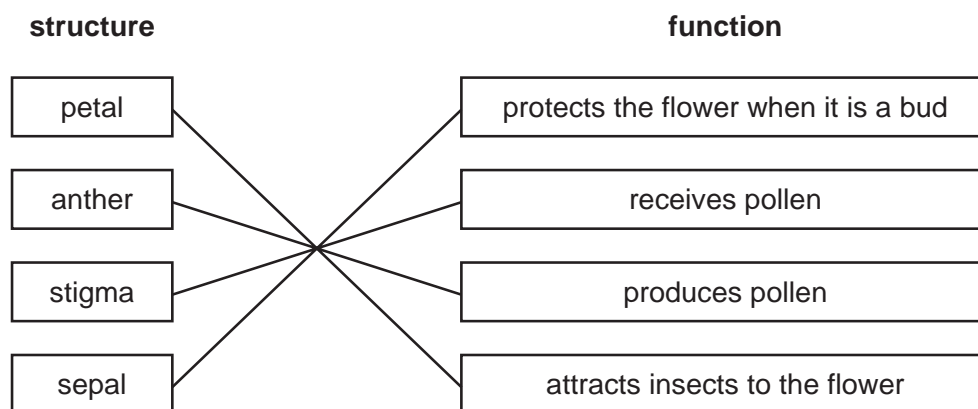 structure function
petal protects the flower when it is a bud
anther receives pollen
stigma produces pollen
sepal attracts insects to the flower